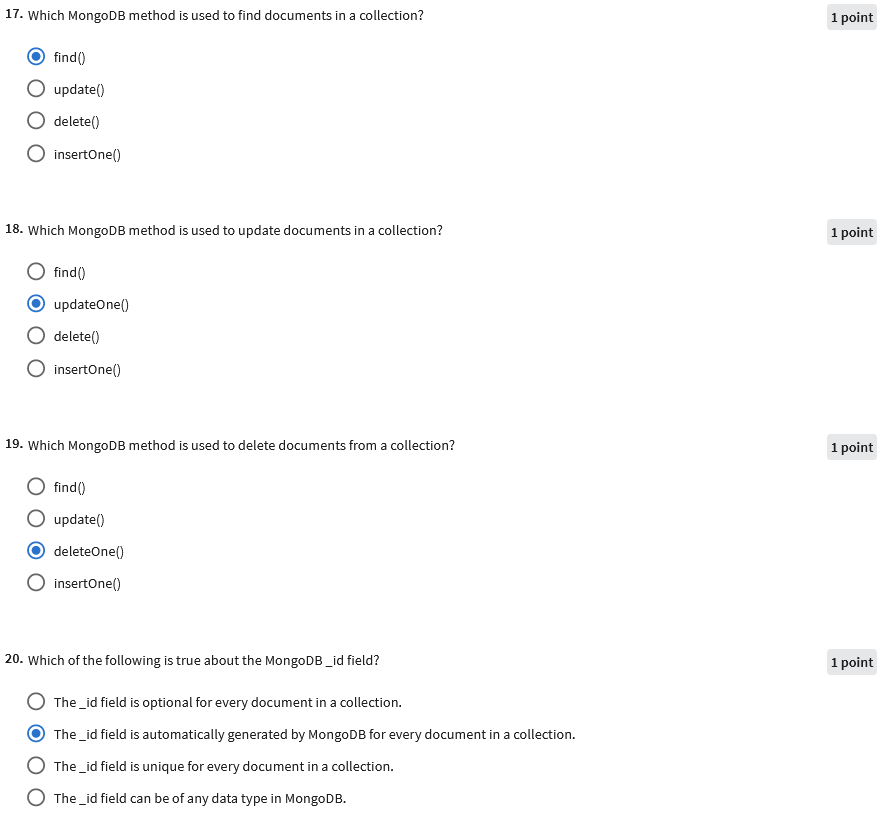 17. Which MongoDB method is used to find documents in a collection? 1 point
find()
update()
delete()
insertOne()
18. Which MongoDB method is used to update documents in a collection? 1 point
find()
updateOne()
delete()
insertOne()
19. Which MongoDB method is used to delete documents from a collection? 1 point
find()
update()
deleteOne()
insertOne()
20. Which of the following is true about the MongoDB _id field? 1 point
The _id field is optional for every document in a collection.
The _id field is automatically generated by MongoDB for every document in a collection.
The _id field is unique for every document in a collection.
The _id field can be of any data type in MongoDB.